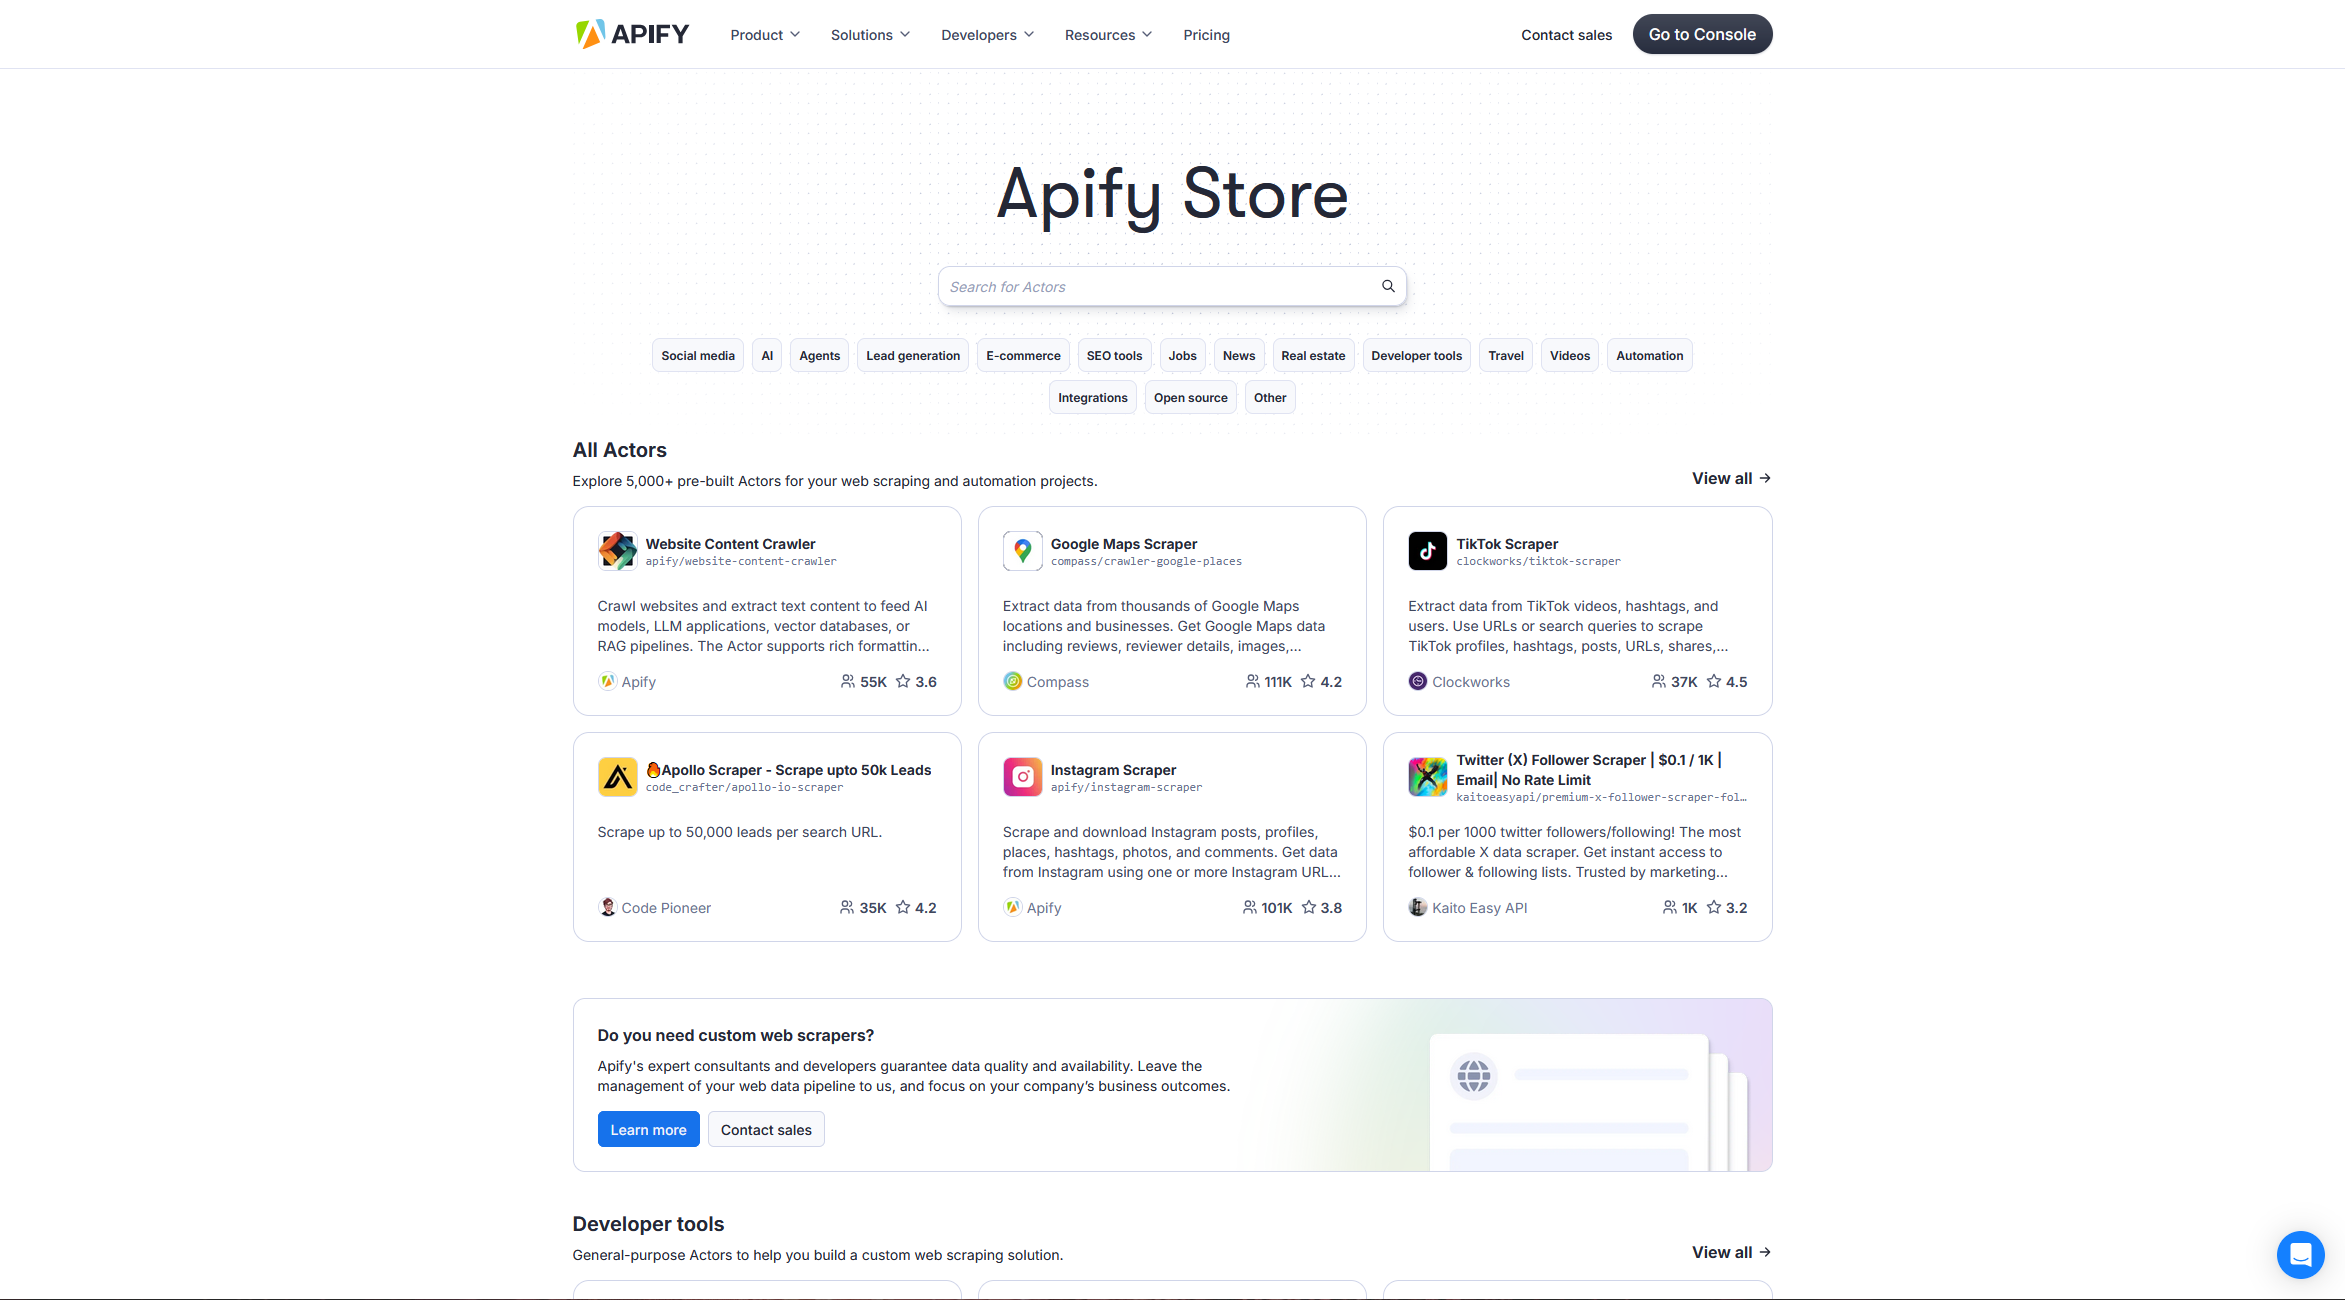 APIFY
Product
Solutions
Developers
Resources
Pricing
Contact sales
Go to Console
Apify Store
Search for Actors
Social media
AI
Agents
Lead generation
E-commerce
SEO tools
Jobs
News
Real estate
Developer tools
Travel
Videos
Automation
Integrations
Open source
Other
All Actors
Explore 5,000+ pre-built Actors for your web scraping and automation projects.
View all
Website Content Crawler
apify/website-content-crawler
Crawl websites and extract text content to feed AI
models, LLM applications, vector databases, or
RAG pipelines. The Actor supports rich formattin...
Apify
55K
3.6
Google Maps Scraper
compass/crawler-google-places
Extract data from thousands of Google Maps
locations and businesses. Get Google Maps data
including reviews, reviewer details, images,...
Compass
111K
4.2
TikTok Scraper
clockworks/tiktok-scraper
Extract data from TikTok videos, hashtags, and
users. Use URLs or search queries to scrape
TikTok profiles, hashtags, posts, URLs, shares,...
Clockworks
37K
4.5
🔥Apollo Scraper - Scrape upto 50k Leads
code_crafter/apollo-io-scraper
Scrape up to 50,000 leads per search URL.
Code Pioneer
35K
4.2
Instagram Scraper
apify/instagram-scraper
Scrape and download Instagram posts, profiles,
places, hashtags, photos, and comments. Get data
from Instagram using one or more Instagram URL...
Apify
101K
3.8
Twitter (X) Follower Scraper | $0.1 / 1K |
Email| No Rate Limit
kaitoeasyapi/premium-x-follower-scraper-fol...
$0.1 per 1000 twitter followers/following! The most
affordable X data scraper. Get instant access to
follower & following lists. Trusted by marketing...
Kaito Easy API
1K
3.2
Do you need custom web scrapers?
Apify's expert consultants and developers guarantee data quality and availability. Leave the
management of your web data pipeline to us, and focus on your company’s business outcomes.
Learn more
Contact sales
Developer tools
General-purpose Actors to help you build a custom web scraping solution.
View all